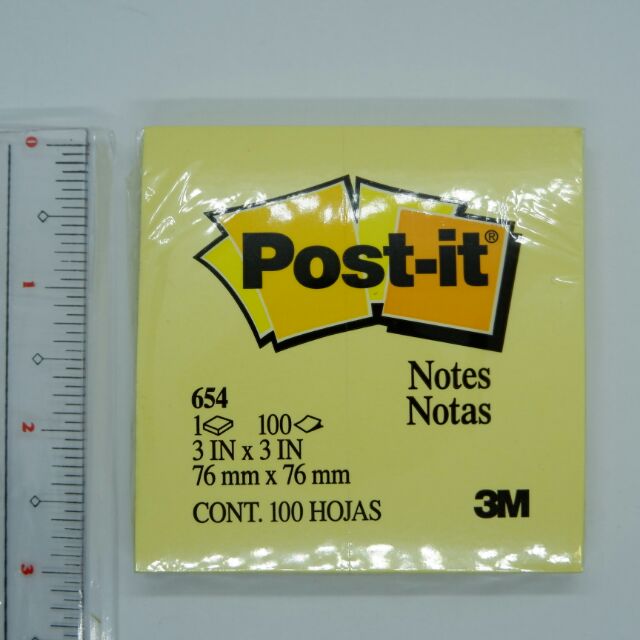 0
1
2
3
Post-it®
Notes
Notas
654
1 100
3 IN x 3 IN
76 mm x 76 mm
CONT. 100 HOJAS
3M